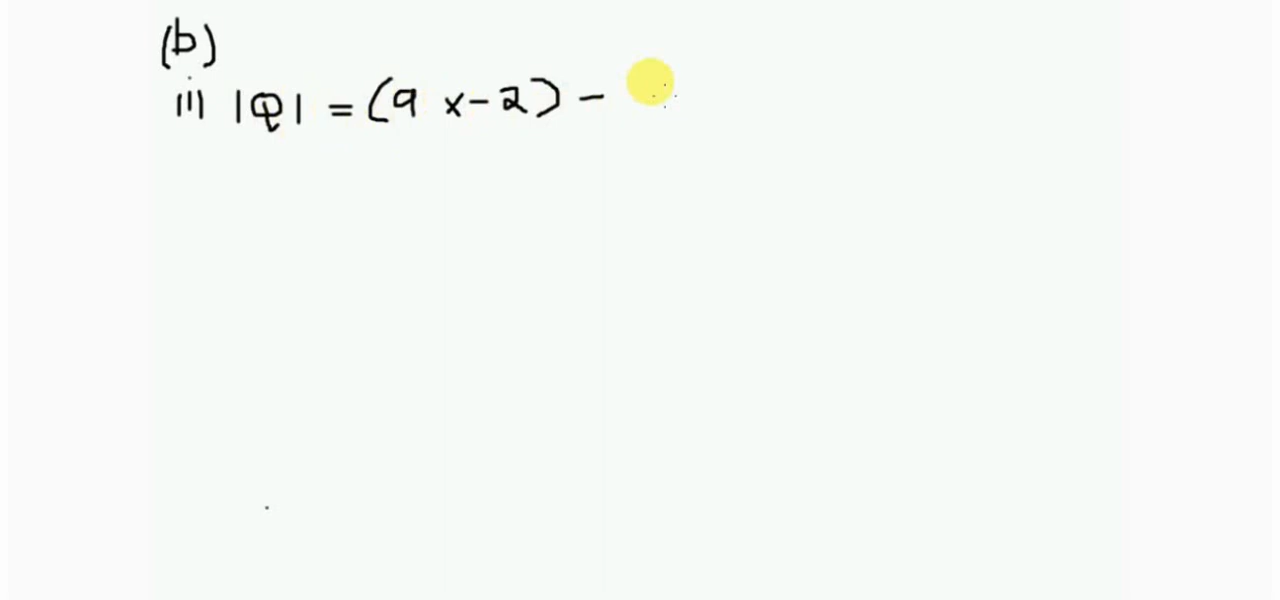 (b)
iii) |Q| = (9 x-2) -